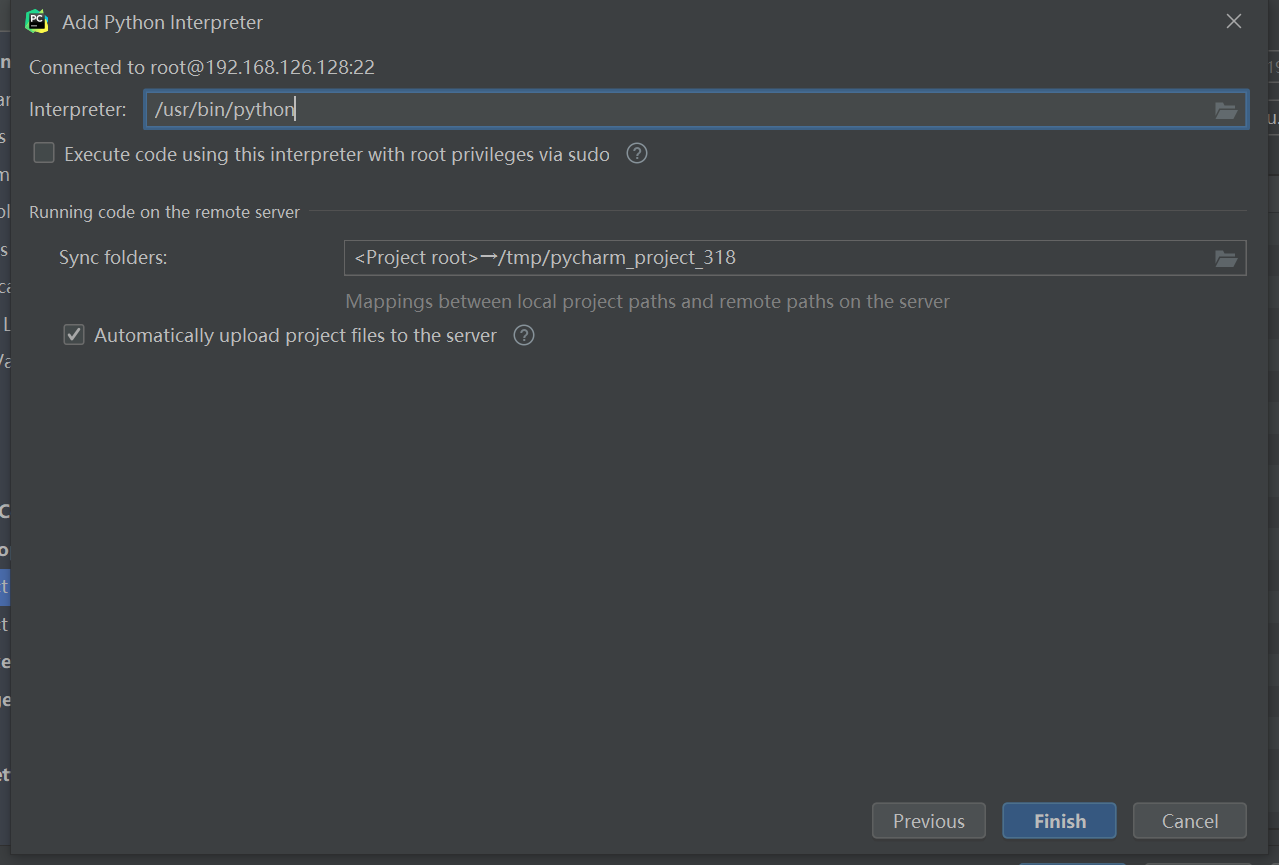 PC
Add Python Interpreter
Connected to root@192.168.126.128:22
Interpreter: /usr/bin/python
Execute code using this interpreter with root privileges via sudo ?
Running code on the remote server
Sync folders: <Project root>→/tmp/pycharm_project_318
Mappings between local project paths and remote paths on the server
Automatically upload project files to the server ?
Previous Finish Cancel